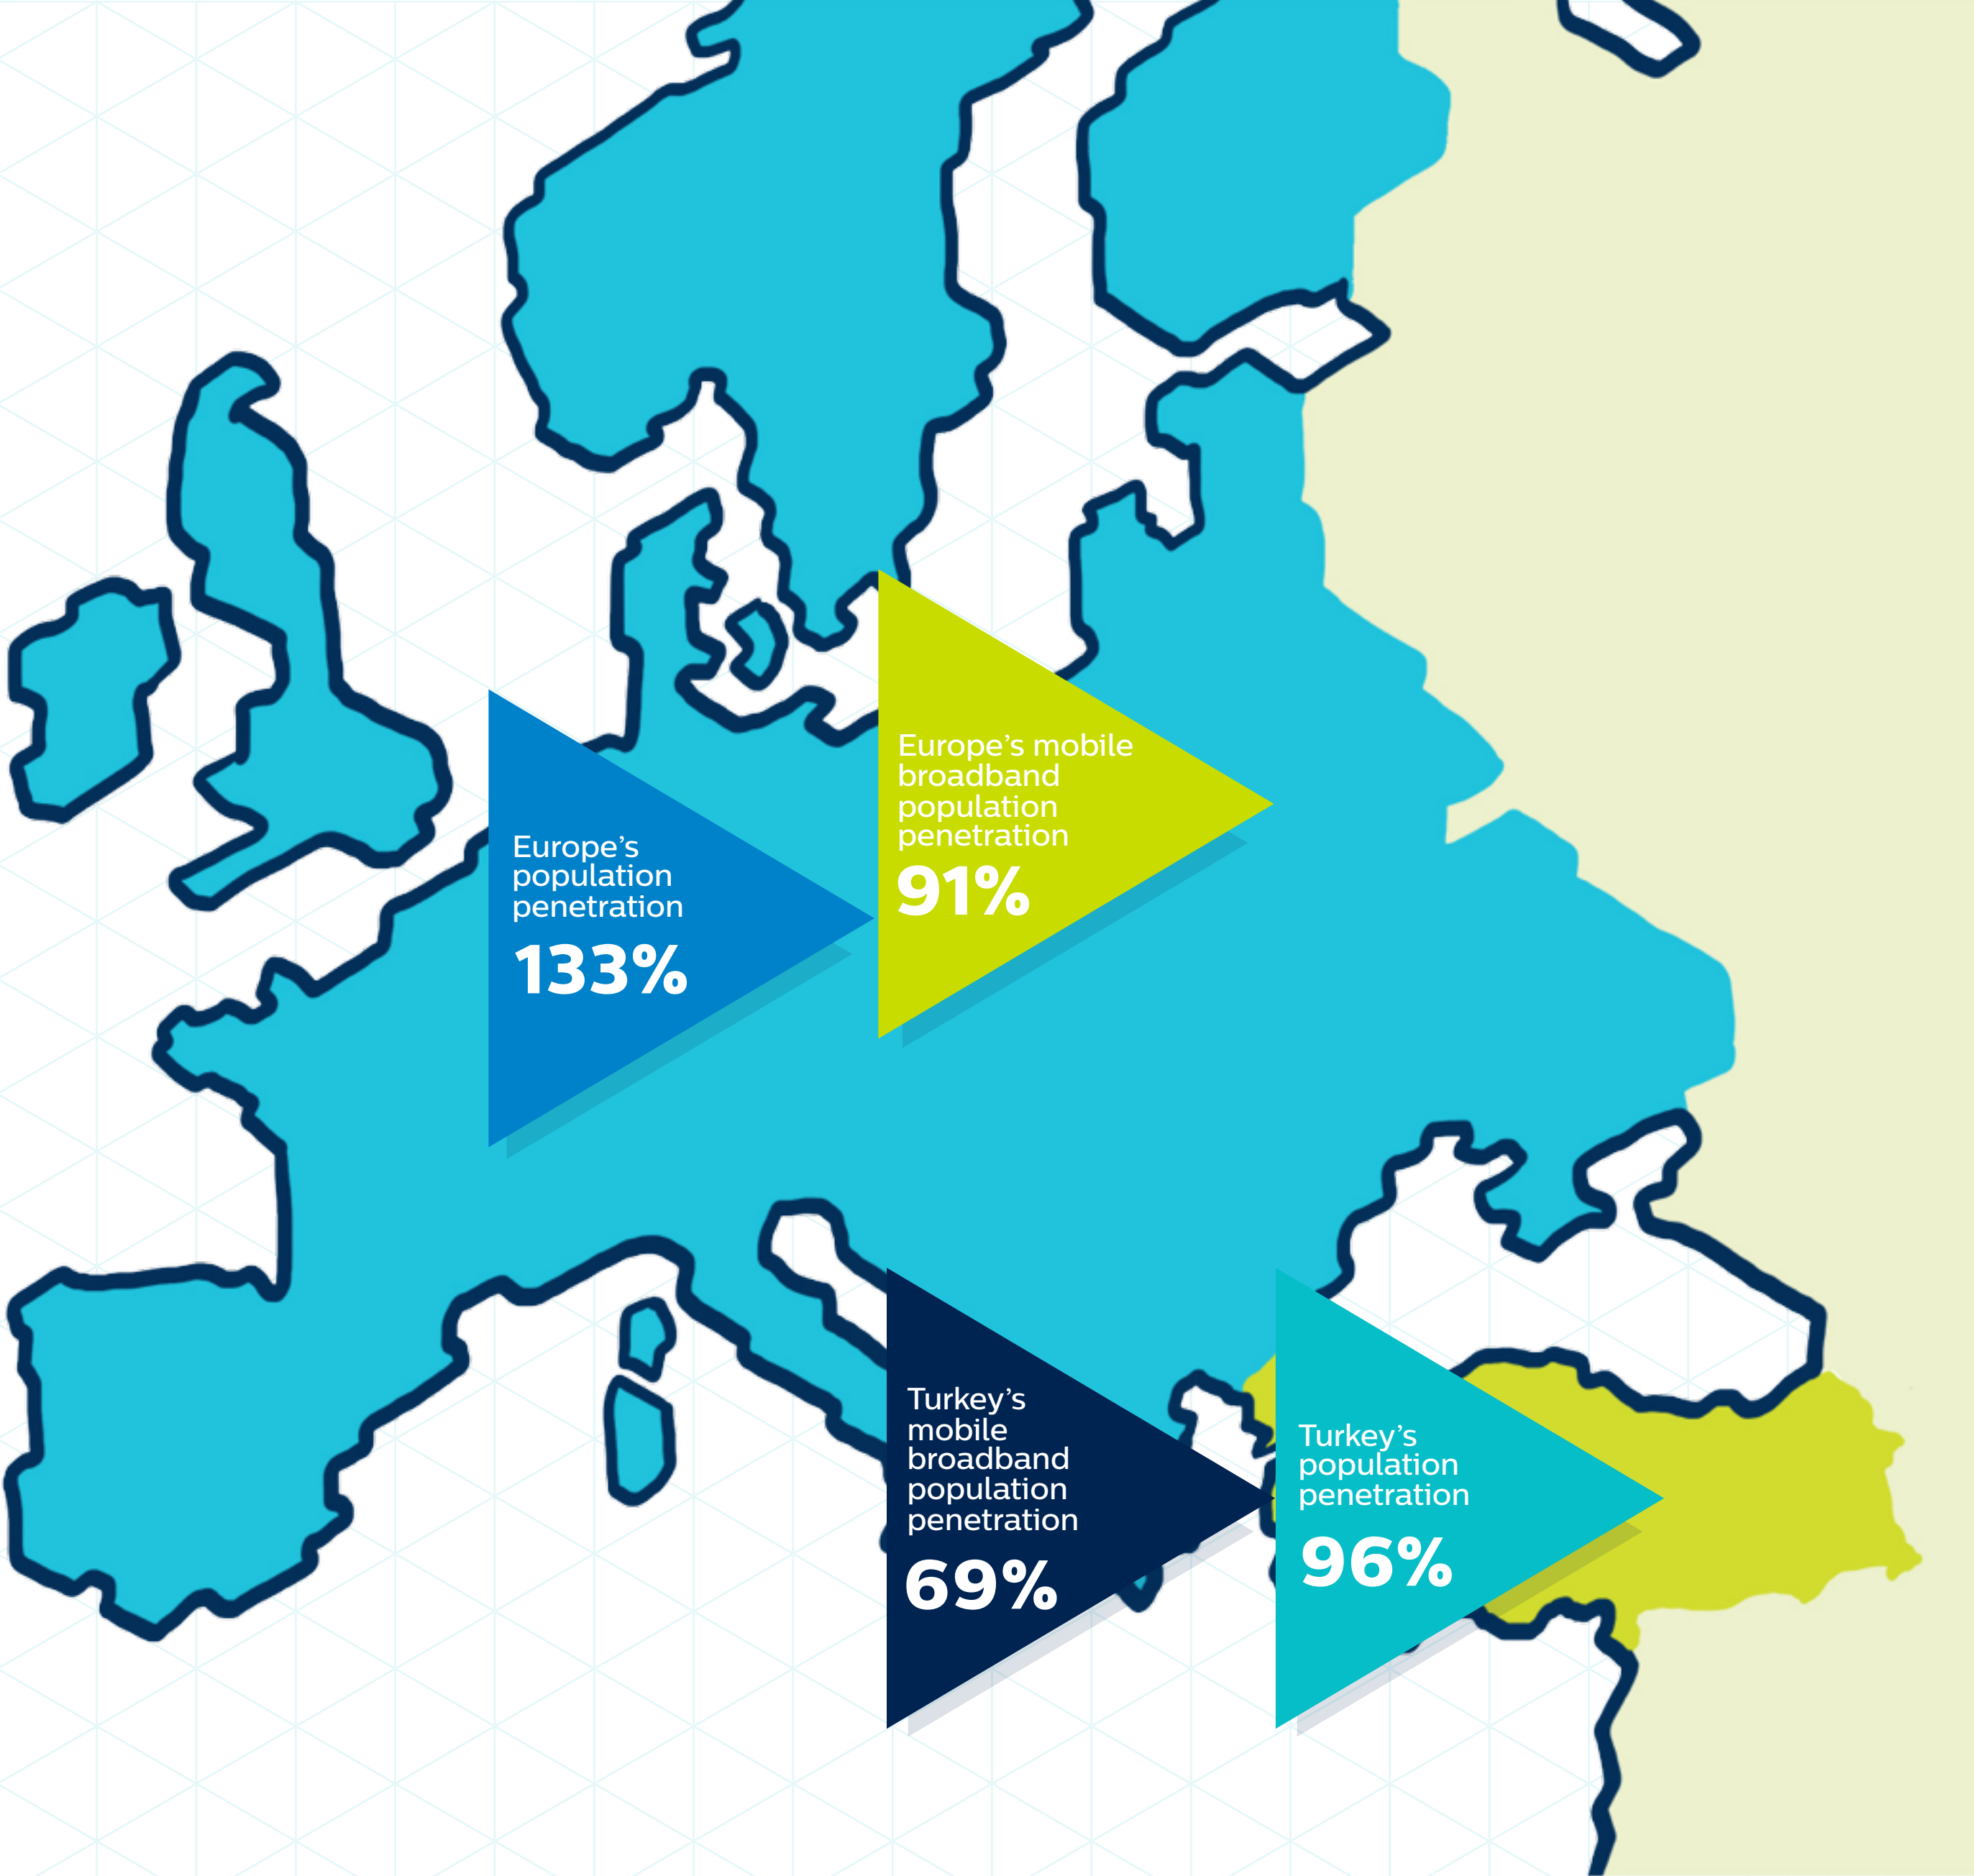 Europe’s mobile
broadband
population
penetration
91%
Europe’s
population
penetration
133%
Turkey’s
mobile
broadband
population
penetration
69%
Turkey’s
population
penetration
96%